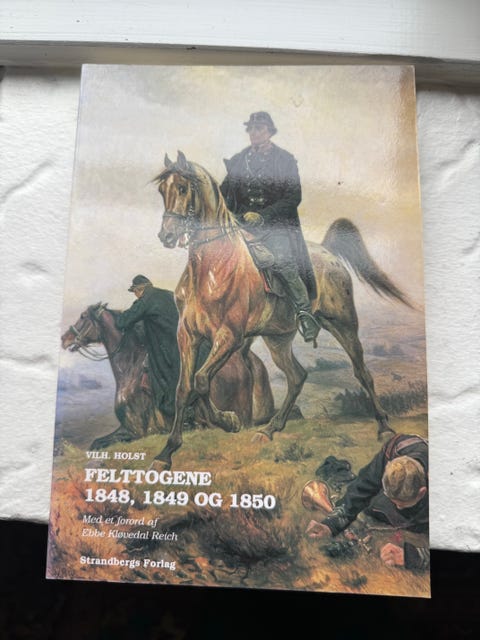 VILH. HOLST
FELTTOGENE
1848, 1849 OG 1850
Med et forord af
Ebbe Kløvedal Reich
Strandbergs Forlag